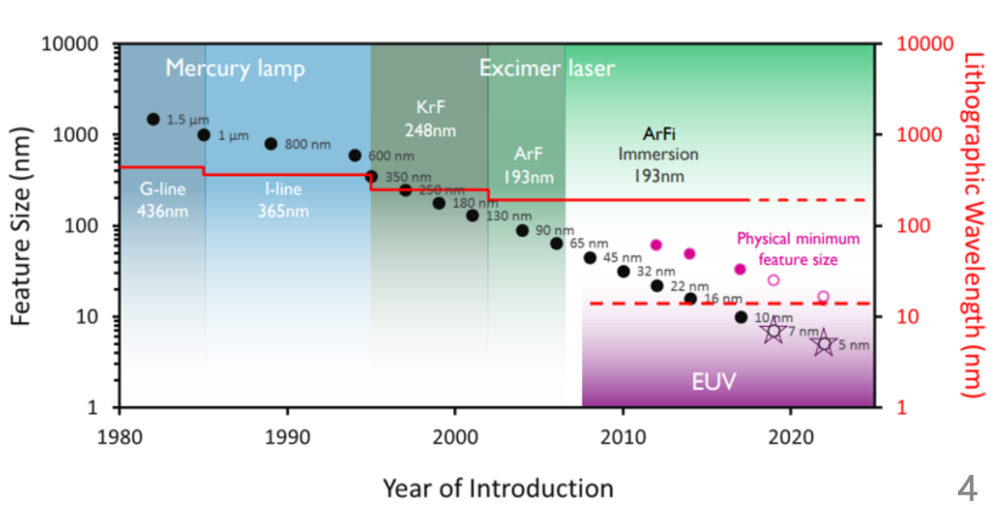 10000
1000
100
10
1
Feature Size (nm)
Mercury lamp
Excimer laser
1.5 μm
1 μm
800 nm
600 nm
350 nm
250 nm
180 nm
130 nm
90 nm
65 nm
45 nm
32 nm
22 nm
16 nm
10 nm
7 nm
5 nm
G-line
436nm
I-line
365nm
KrF
248nm
ArF
193nm
ArFi
Immersion
193nm
Physical minimum
feature size
EUV
10000
1000
100
10
1
Lithographic Wavelength (nm)
1980
1990
2000
2010
2020
Year of Introduction
4